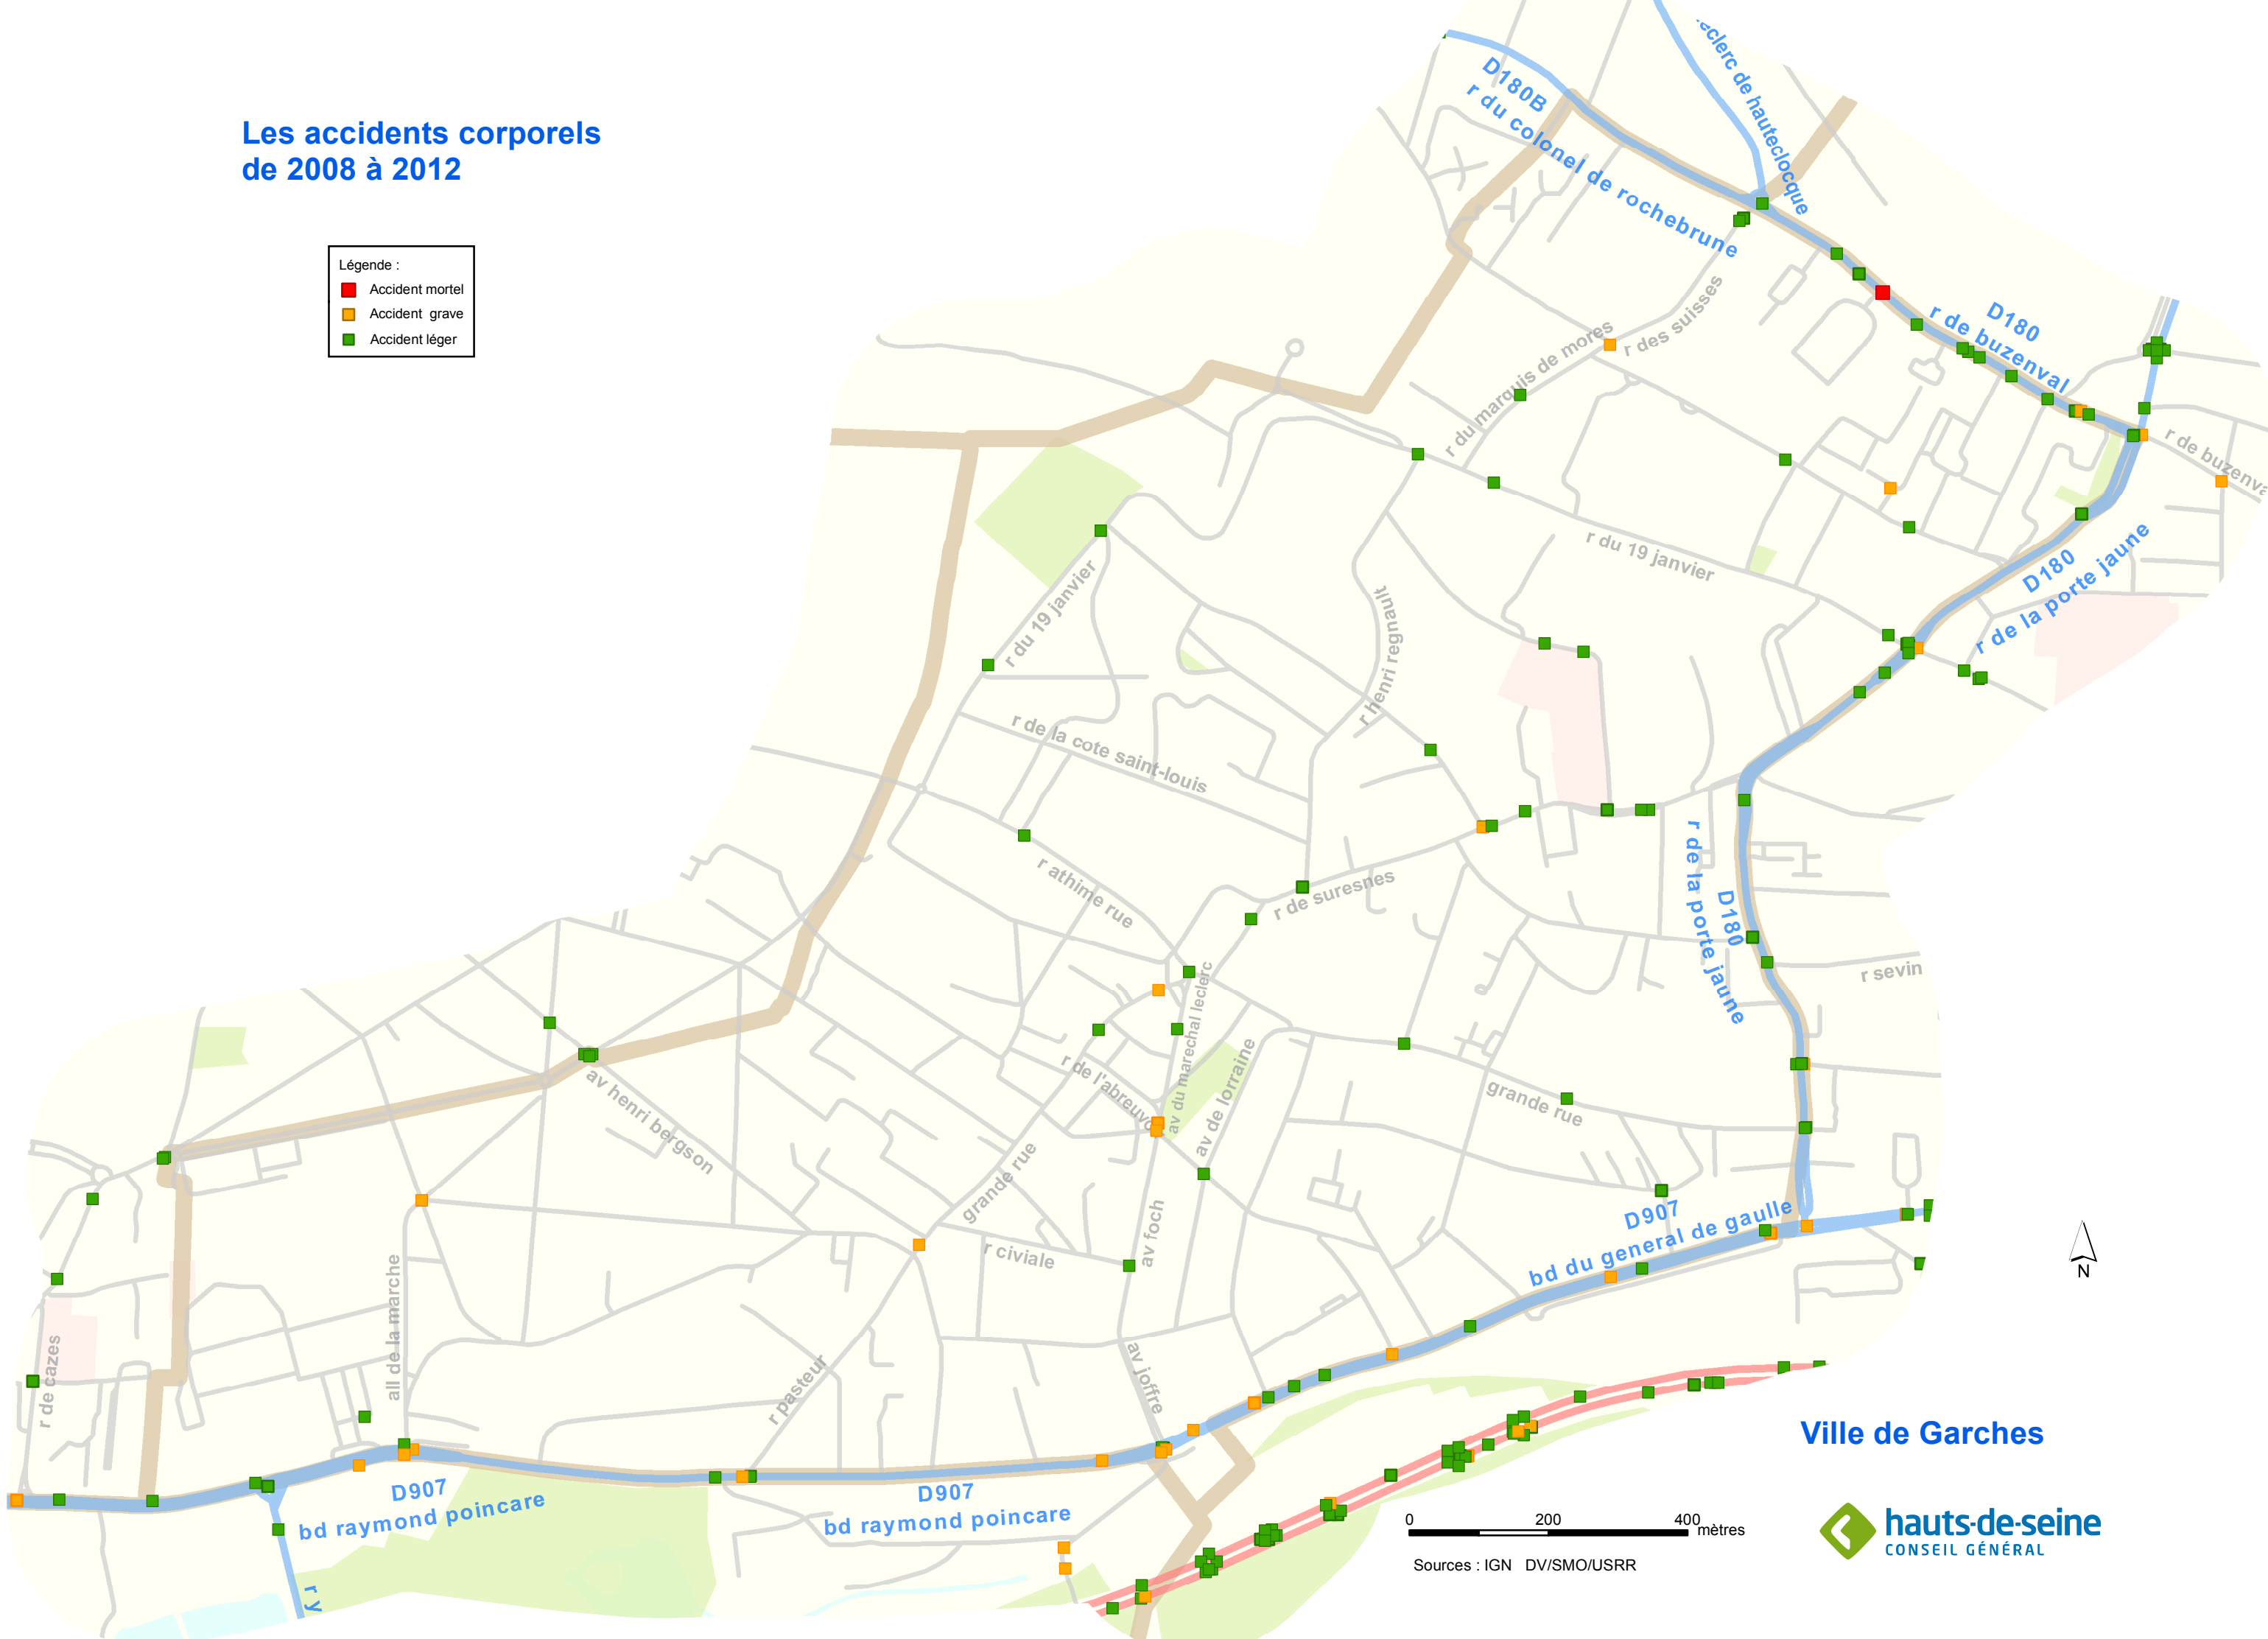 Les accidents corporels
de 2008 à 2012
Légende :
Accident mortel
Accident grave
Accident léger
D180B
r du colonel de rochebrune
leclerc de hauteclocque
D180
r de buzenval
r des suisses
r du marquis de mores
r de buzenva
r du 19 janvier
D180
r de la porte jaune
r du 19 janvier
r henri regnault
r de la cote saint-louis
r athime rue
r de suresnes
r de la porte jaune
D180
r sevin
av du marechal leclerc
r de l'abreuvoi
av de lorraine
grande rue
av henri bergson
grande rue
r civiale
av foch
D907
bd du general de gaulle
N
all de la marche
r de cazes
r pasteur
av joffre
Ville de Garches
D907
bd raymond poincare
D907
bd raymond poincare
r y
0 200 400 mètres
Sources : IGN DV/SMO/USRR
hauts-de-seine
CONSEIL GÉNÉRAL